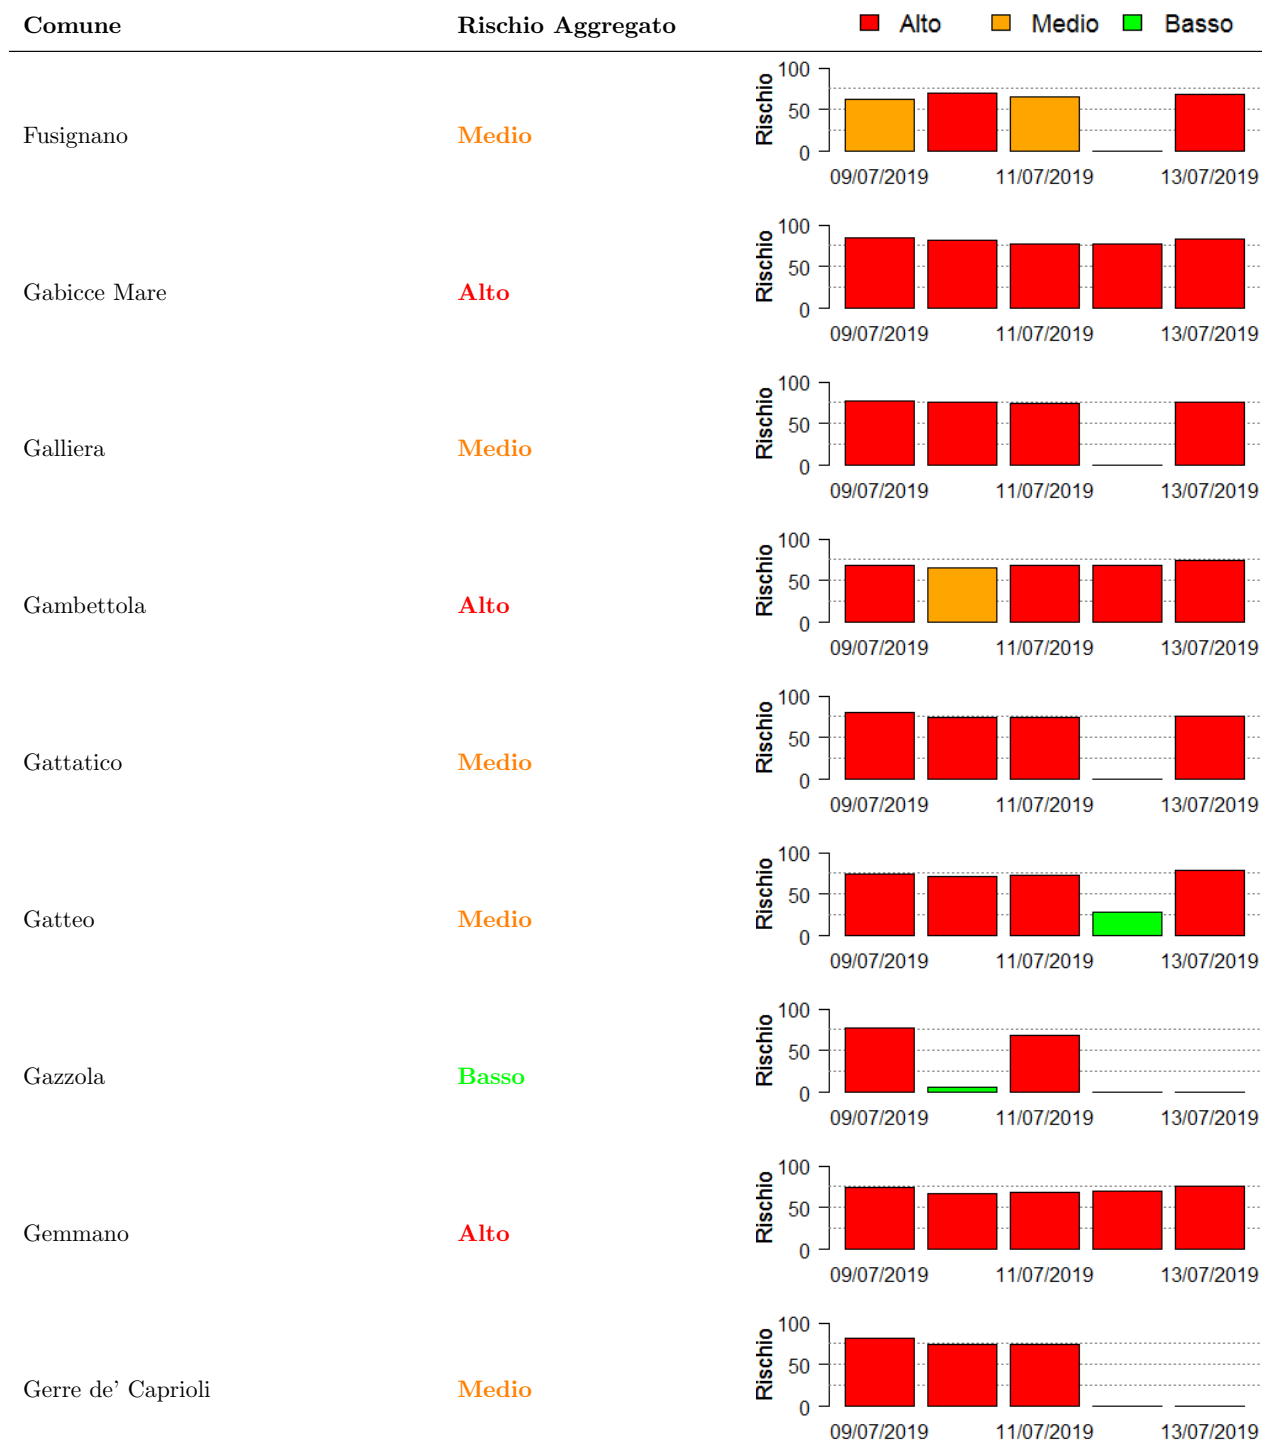 Comune Rischio Aggregato Alto Medio Basso
Fusignano Medio Rischio 100 50 0
09/07/2019 11/07/2019 13/07/2019
Gabicce Mare Alto Rischio 100 50 0
09/07/2019 11/07/2019 13/07/2019
Galliera Medio Rischio 100 50 0
09/07/2019 11/07/2019 13/07/2019
Gambettola Alto Rischio 100 50 0
09/07/2019 11/07/2019 13/07/2019
Gattatico Medio Rischio 100 50 0
09/07/2019 11/07/2019 13/07/2019
Gatteo Medio Rischio 100 50 0
09/07/2019 11/07/2019 13/07/2019
Gazzola Basso Rischio 100 50 0
09/07/2019 11/07/2019 13/07/2019
Gemmano Alto Rischio 100 50 0
09/07/2019 11/07/2019 13/07/2019
Gerre de' Caprioli Medio Rischio 100 50 0
09/07/2019 11/07/2019 13/07/2019